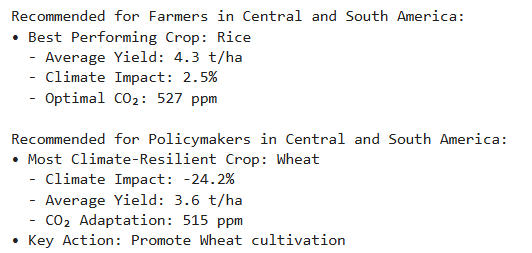 Recommended for Farmers in Central and South America:
• Best Performing Crop: Rice
- Average Yield: 4.3 t/ha
- Climate Impact: 2.5%
- Optimal CO₂: 527 ppm
Recommended for Policymakers in Central and South America:
• Most Climate-Resilient Crop: Wheat
- Climate Impact: -24.2%
- Average Yield: 3.6 t/ha
- CO₂ Adaptation: 515 ppm
• Key Action: Promote Wheat cultivation